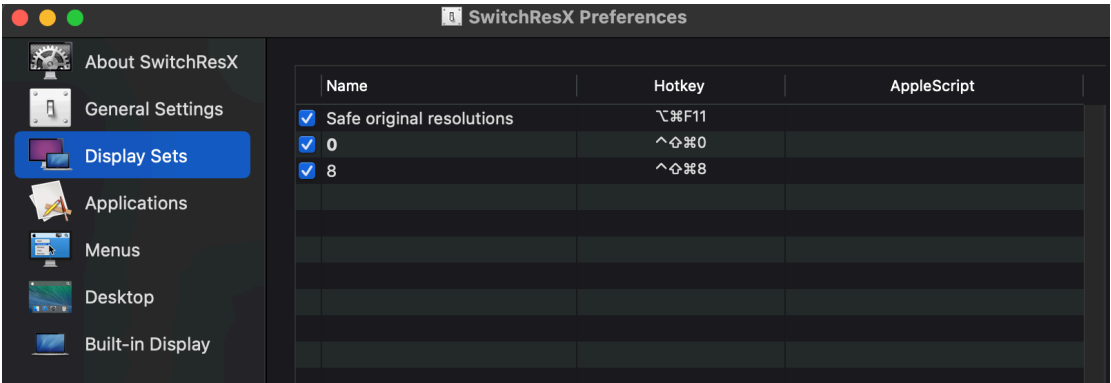 SwitchResX Preferences
About SwitchResX
General Settings
Display Sets
Applications
Menus
Desktop
Built-in Display
Name Hotkey AppleScript
Safe original resolutions ⌥⌘F11
0 ^⇧⌘0
8 ^⇧⌘8